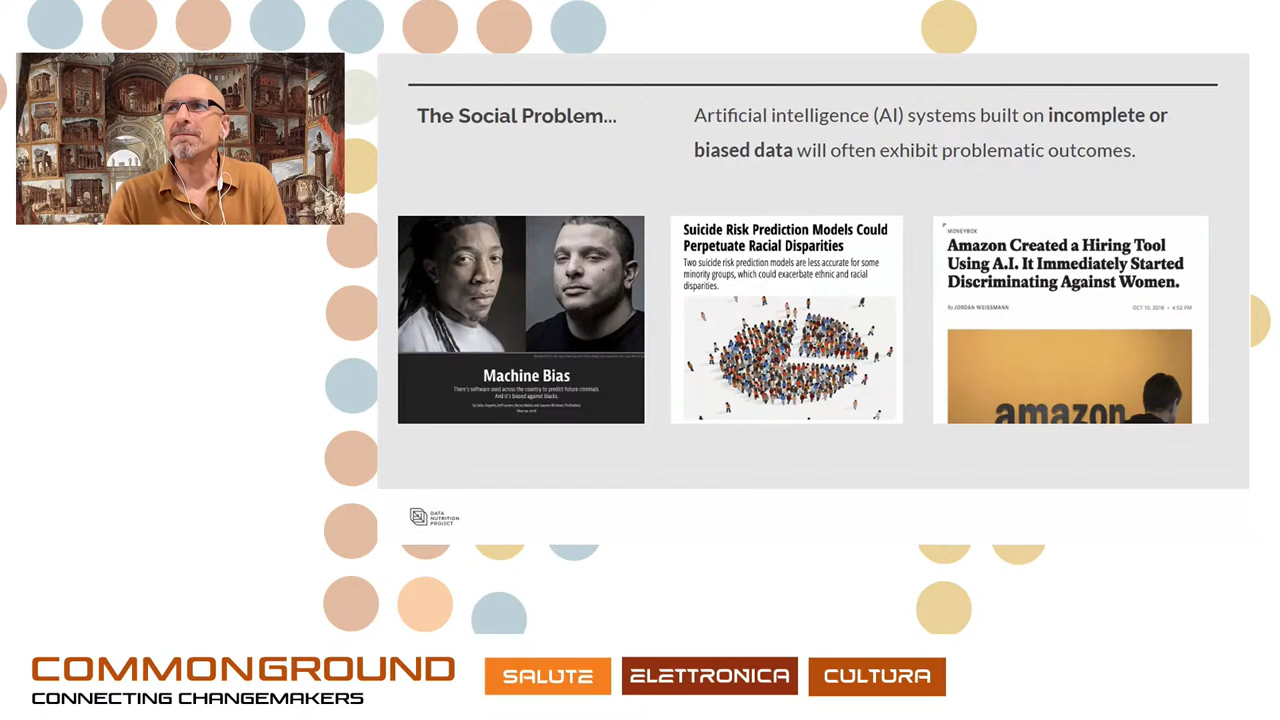 The Social Problem...
Artificial intelligence (AI) systems built on incomplete or
biased data will often exhibit problematic outcomes.
Machine Bias
There's software used across the country to predict future criminals.
And it's biased against blacks.
Suicide Risk Prediction Models Could
Perpetuate Racial Disparities
Two suicide risk prediction models are less accurate for some
minority groups, which could exacerbate ethnic and racial
disparities.
MONEYBOX
Amazon Created a Hiring Tool
Using A.I. It Immediately Started
Discriminating Against Women.
By JORDAN WEISSMANN
OCT 10, 2018 • 4:52 PM
amazon
DATA
NUTRITION
PROJECT
COMMONGROUND
CONNECTING CHANGEMAKERS
SALUTE
ELETTRONICA
CULTURA